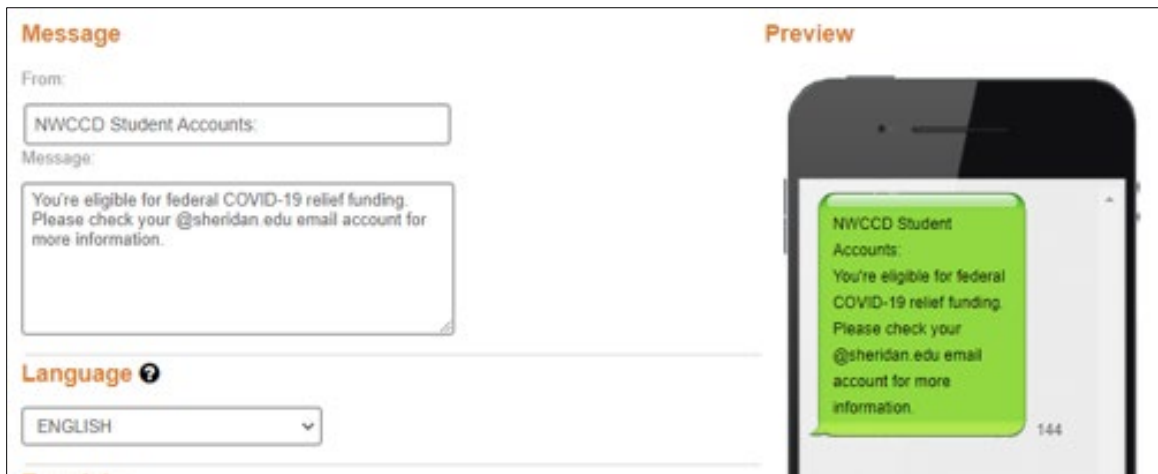 Message
From:
NWCCD Student Accounts:
Message:
You're eligible for federal COVID-19 relief funding.
Please check your @sheridan.edu email account for
more information.
Language ?
ENGLISH
Preview
NWCCD Student
Accounts:
You're eligible for federal
COVID-19 relief funding.
Please check your
@sheridan.edu email
account for more
information.
144